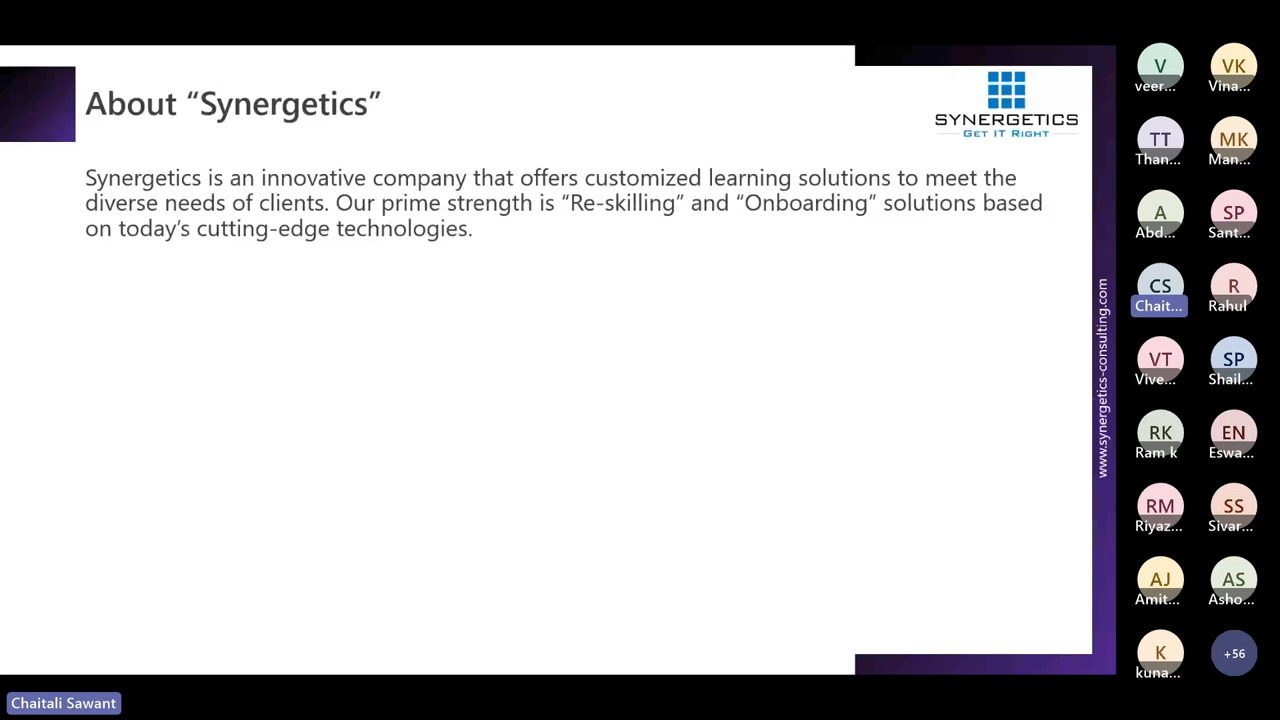 About “Synergetics”
SYNERGETICS
GET IT RIGHT
Synergetics is an innovative company that offers customized learning solutions to meet the
diverse needs of clients. Our prime strength is “Re-skilling” and “Onboarding” solutions based
on today’s cutting-edge technologies.
www.synergetics-consulting.com
V
veer...
VK
Vina...
TT
Than...
MK
Man...
A
Abd...
SP
Sant...
CS
Chait...
R
Rahul
VT
Vive...
SP
Shail...
RK
Ram k
EN
Eswa...
RM
Riyaz...
SS
Sivar...
AJ
Amit...
AS
Asho...
K
kuna...
+56
Chaitali Sawant